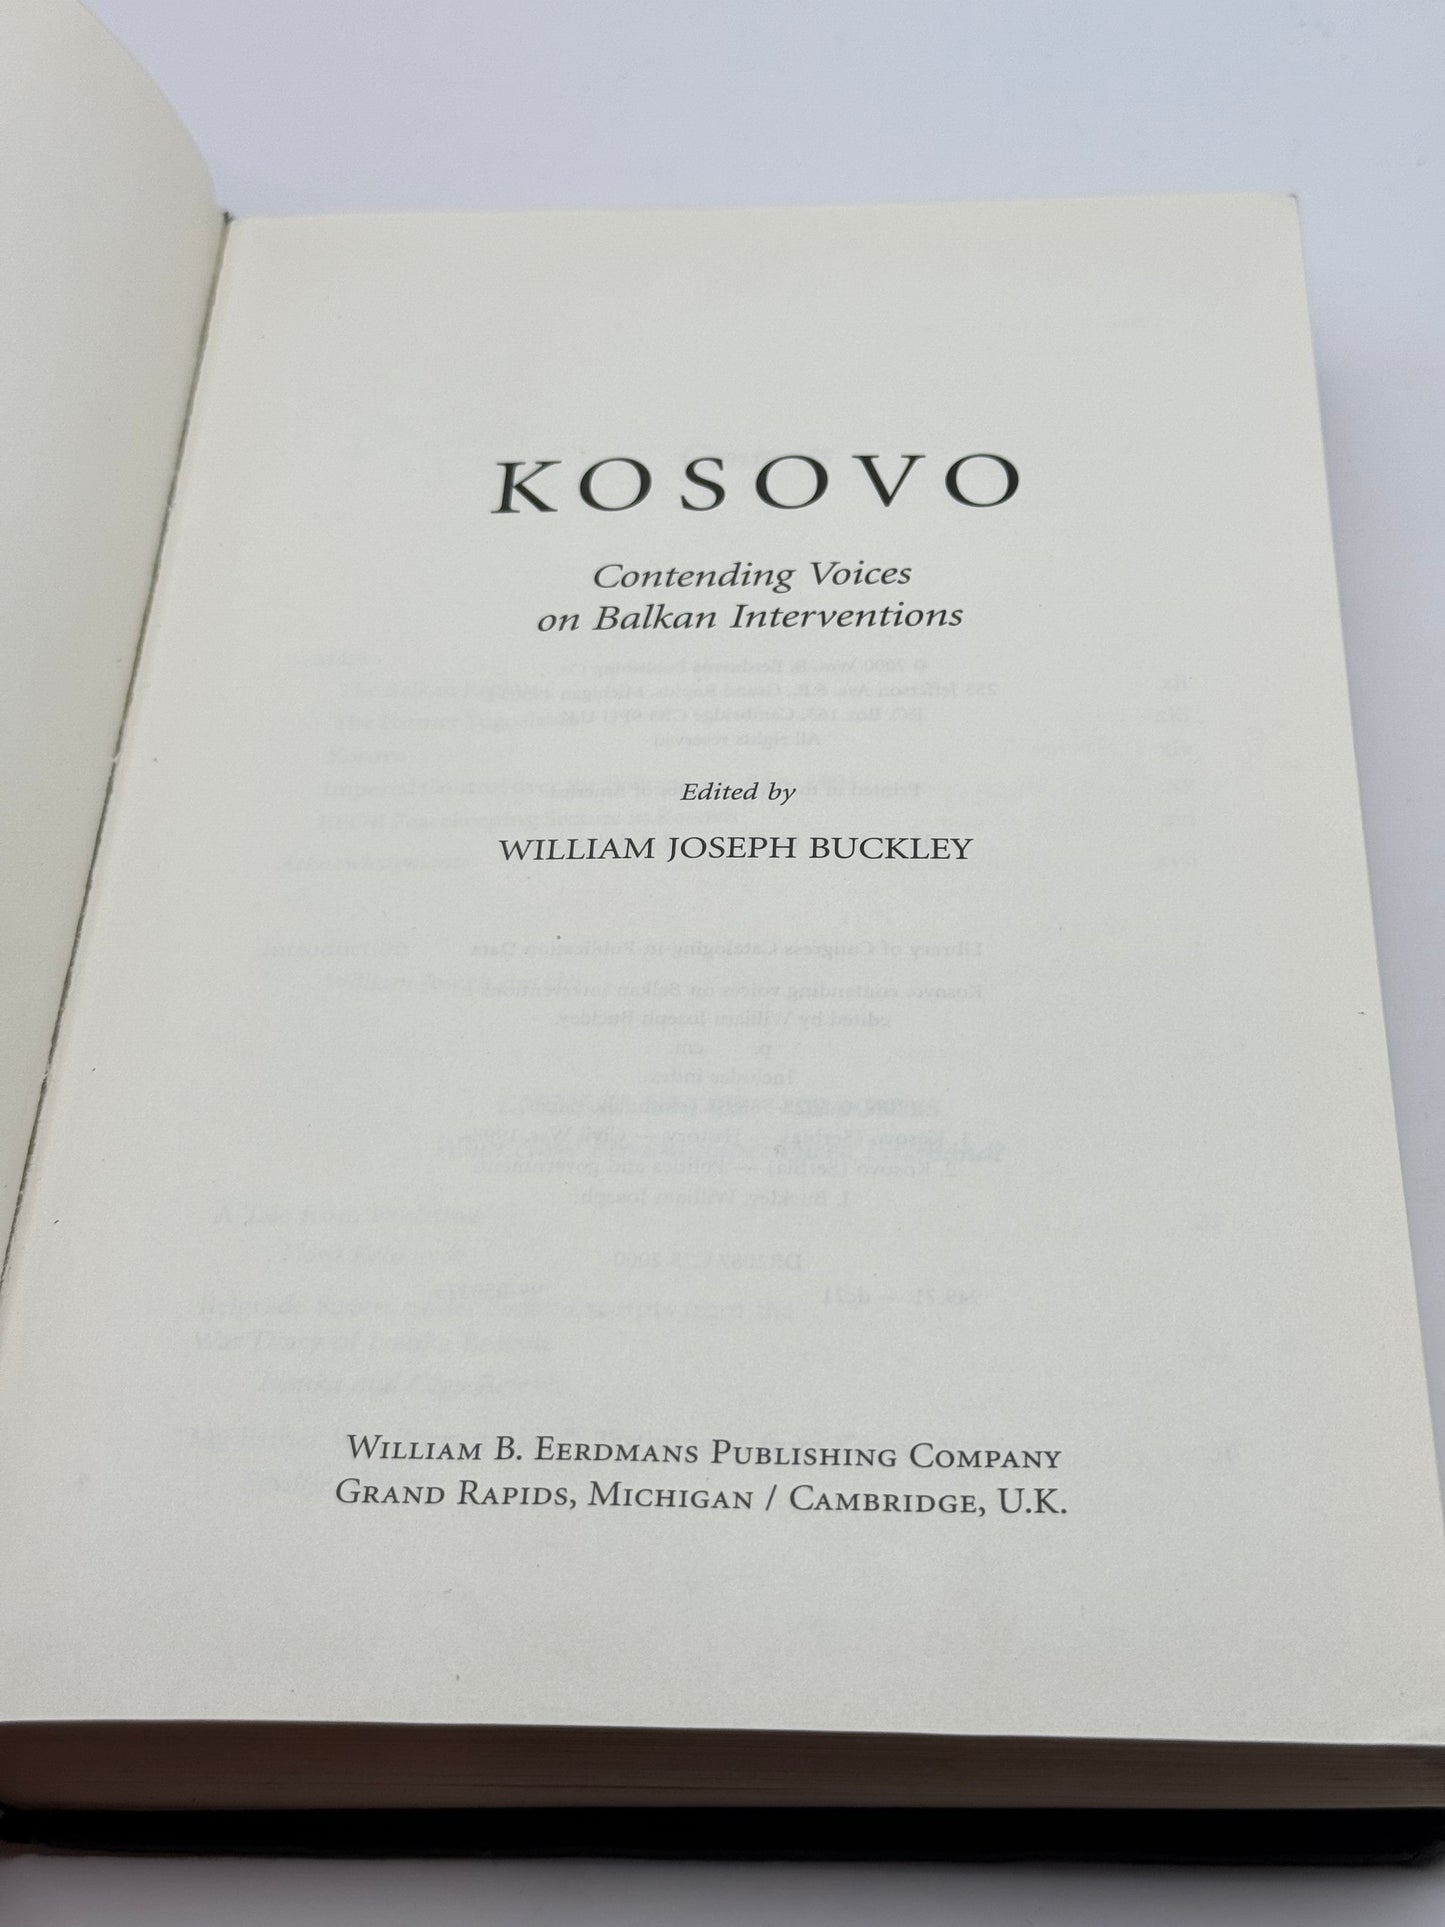 KOSOVO
Contending Voices
on Balkan Interventions
Edited by
WILLIAM JOSEPH BUCKLEY
WILLIAM B. EERDMANS PUBLISHING COMPANY
GRAND RAPIDS, MICHIGAN / CAMBRIDGE, U.K.